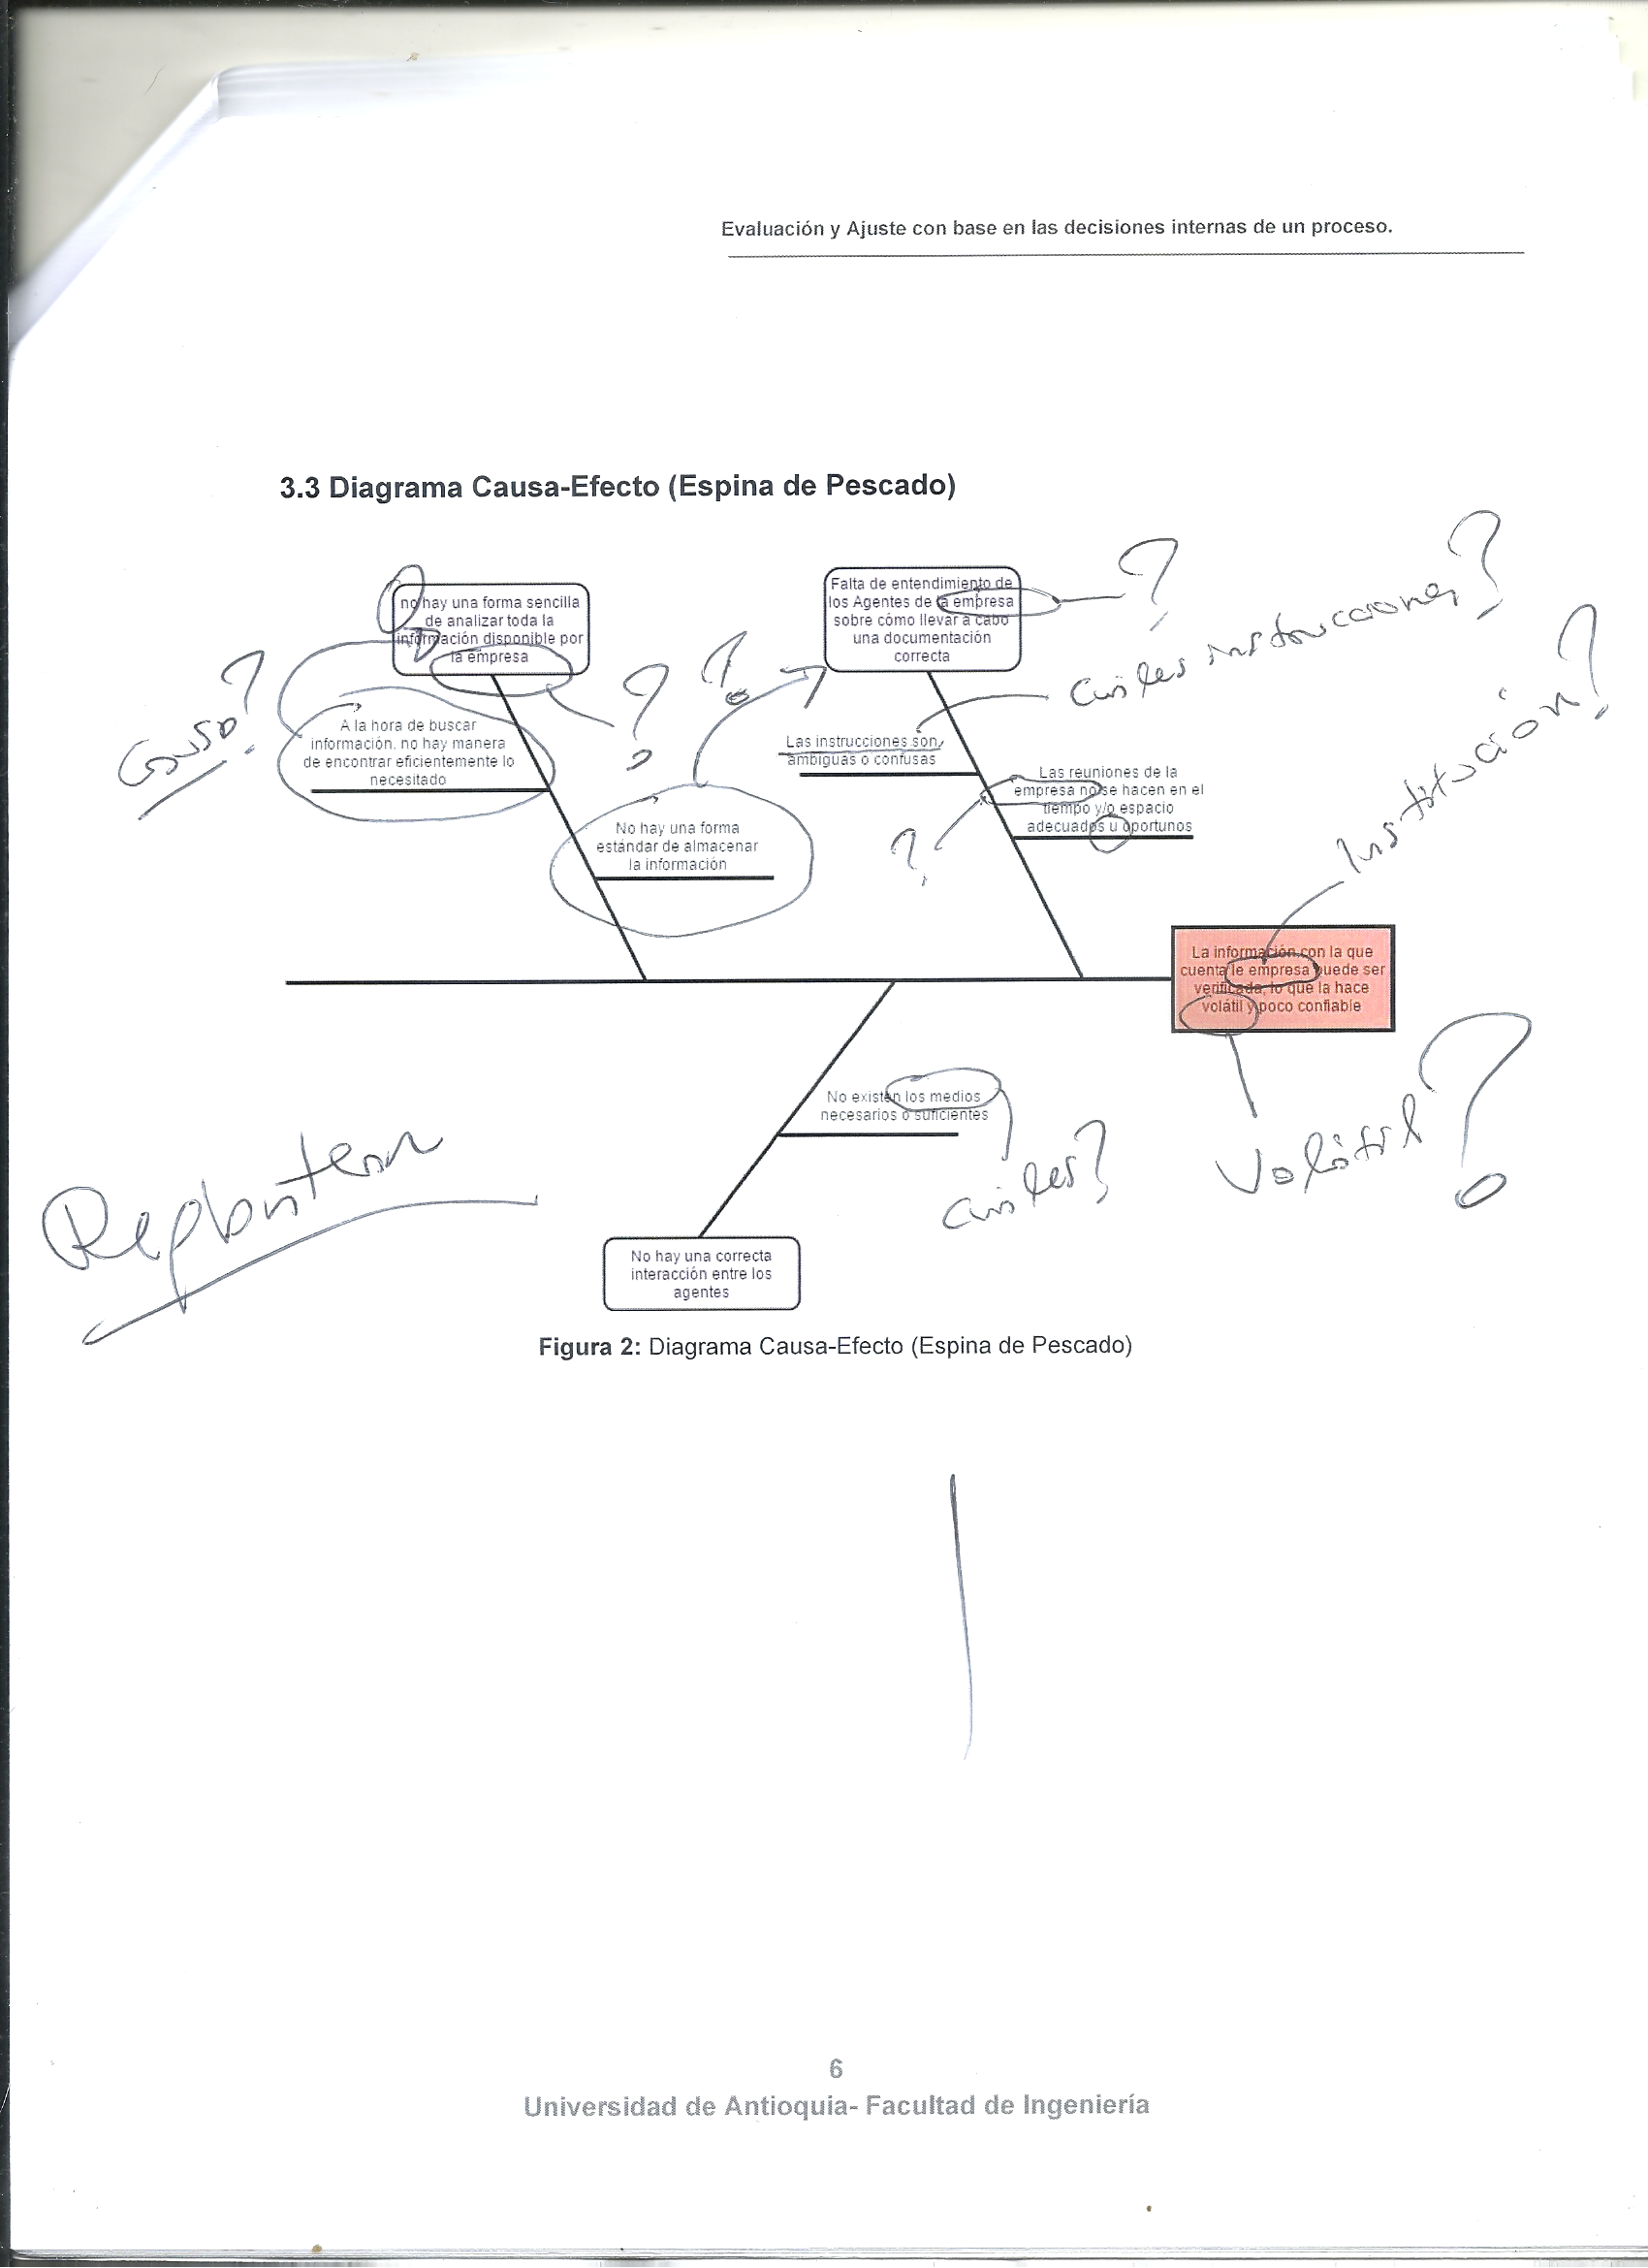 Evaluación y Ajuste con base en las decisiones internas de un proceso.
3.3 Diagrama Causa-Efecto (Espina de Pescado)
no hay una forma sencilla
de analizar toda la
información disponible por
la empresa
Falta de entendimiento de
los Agentes de la empresa
sobre cómo llevar a cabo
una documentación
correcta
?
cuáles instrucciones?
Causa?
?
?
A la hora de buscar
información, no hay manera
de encontrar eficientemente lo
necesitado
Las instrucciones son
ambiguas o confusas
Las reuniones de la
empresa no se hacen en el
tiempo y/o espacio
adecuados u oportunos
Institución?
No hay una forma
estándar de almacenar
la información
?
La información con la que
cuenta le empresa puede ser
verificada, lo que la hace
volátil y poco confiable
No existen los medios
necesarios o suficientes
cuáles?
Volátil?
Replantear
No hay una correcta
interacción entre los
agentes
Figura 2: Diagrama Causa-Efecto (Espina de Pescado)
6
Universidad de Antioquia- Facultad de Ingeniería